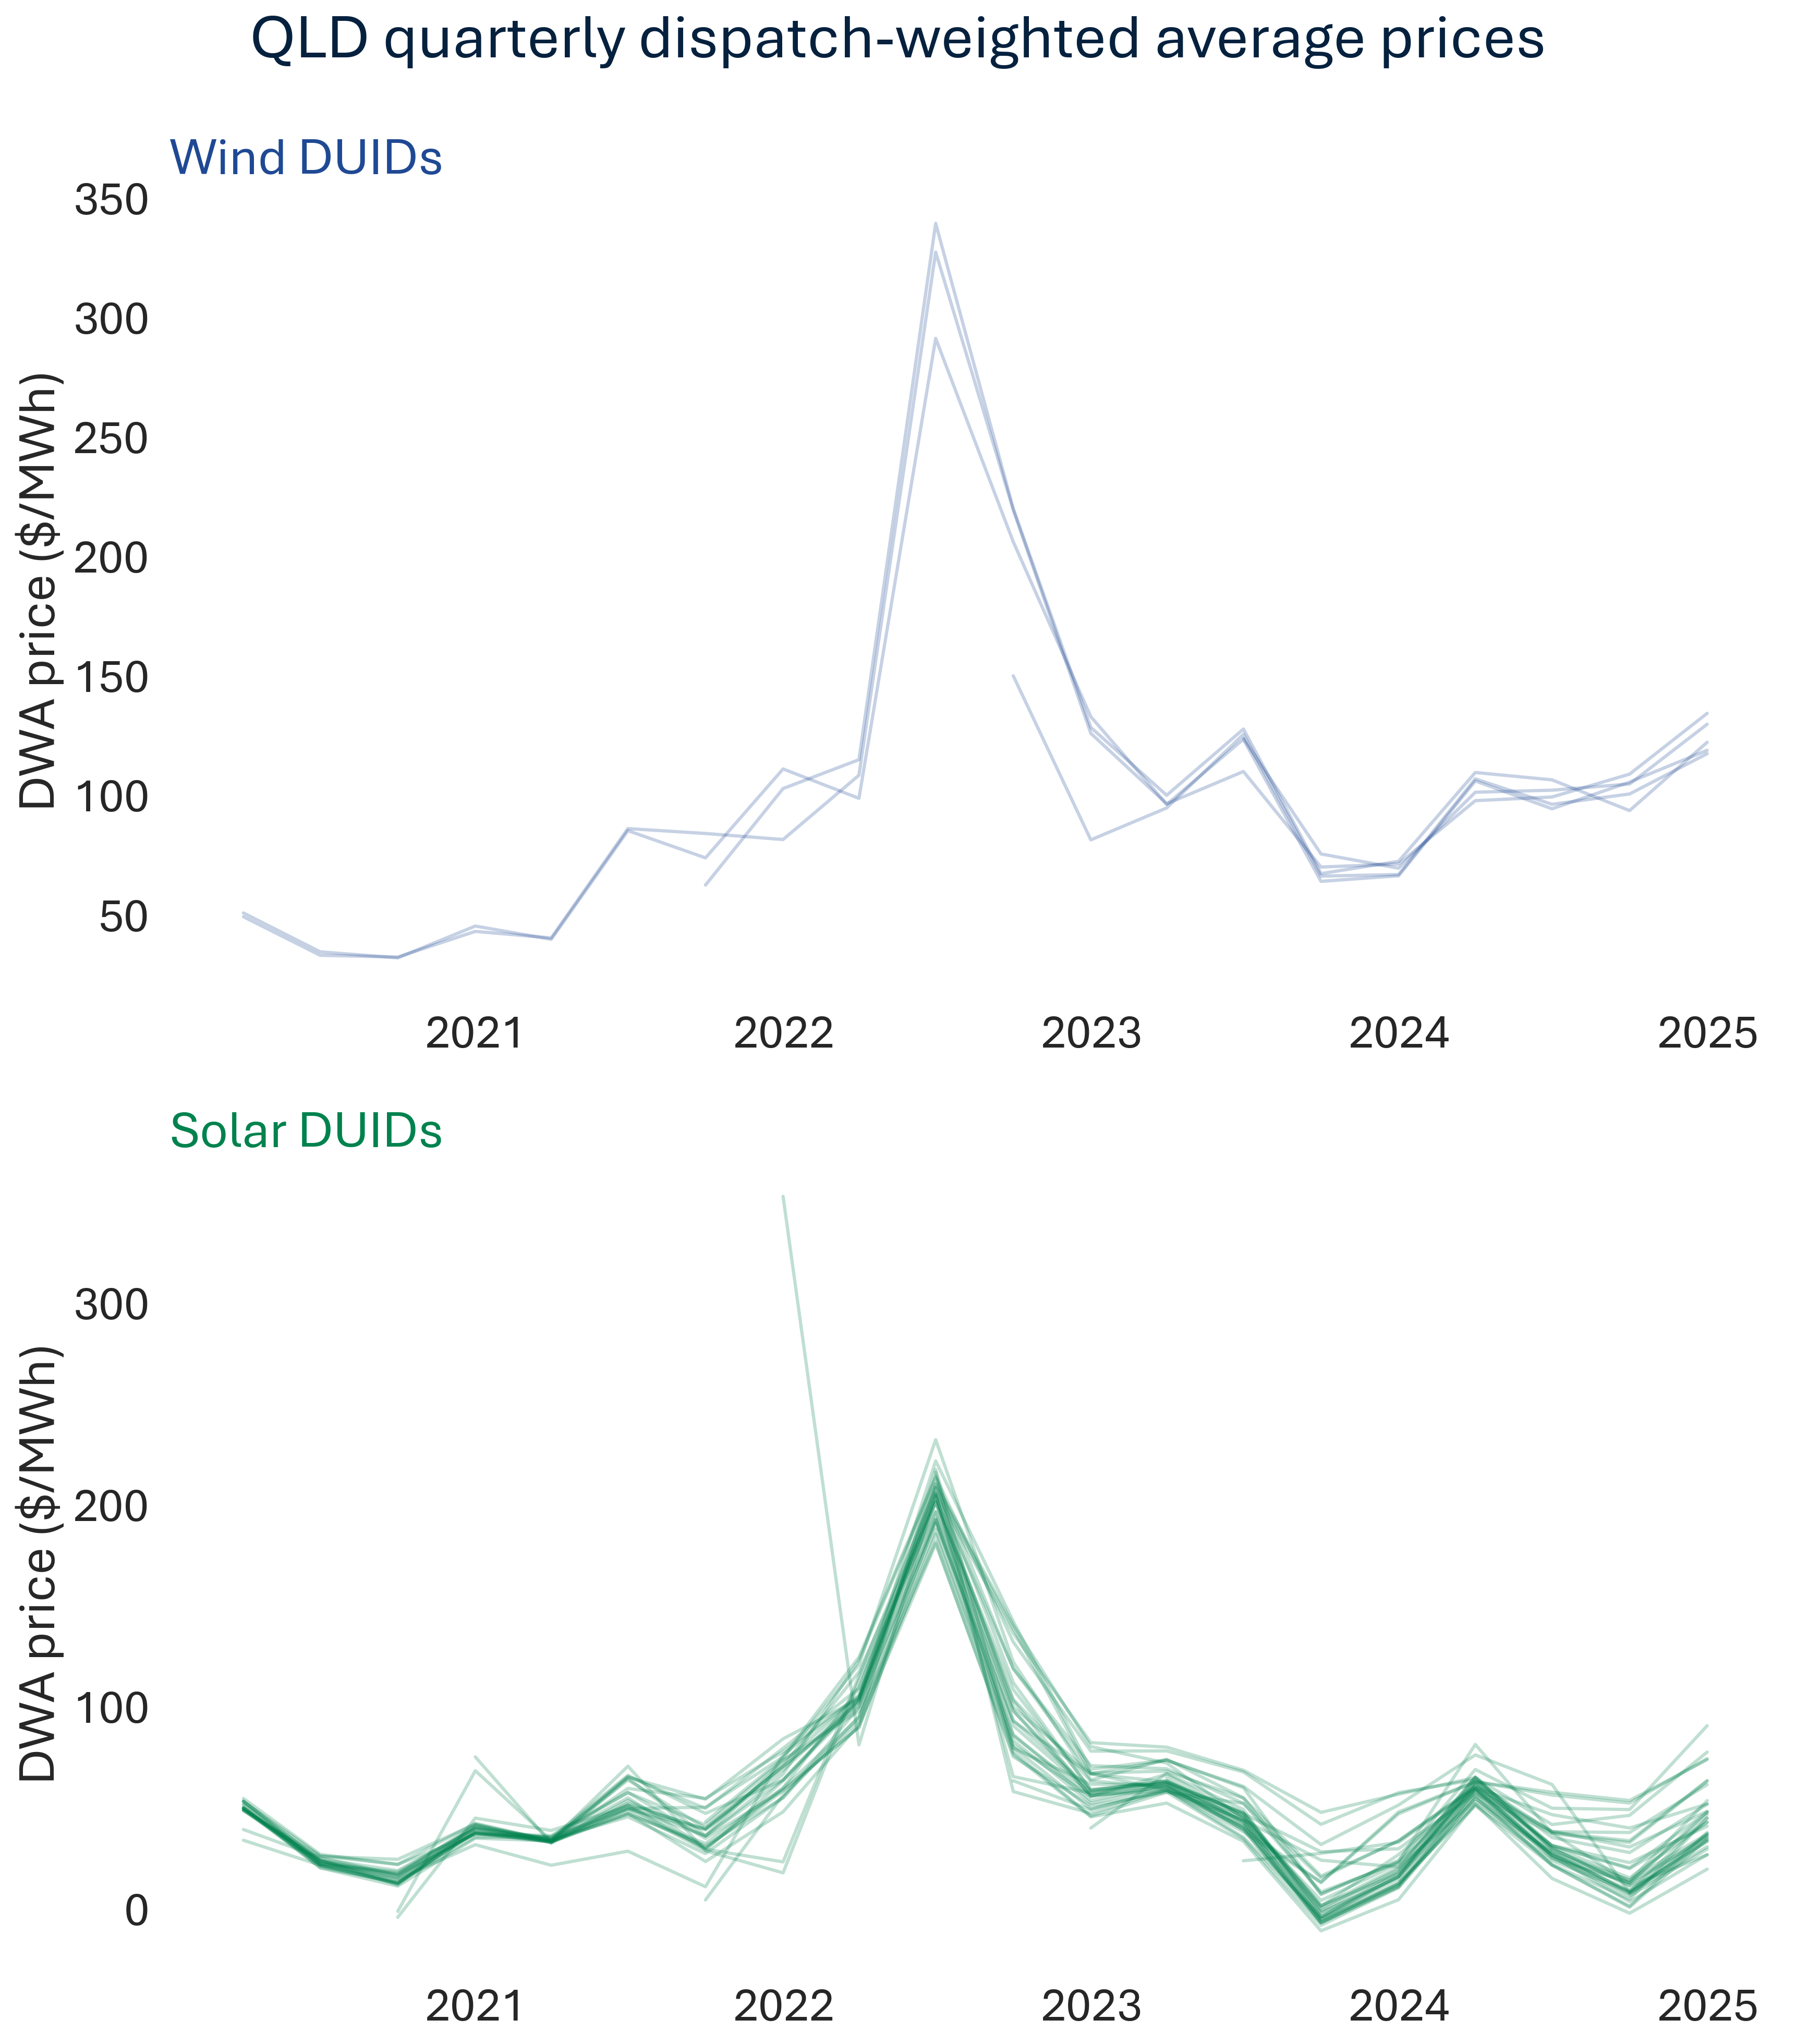 QLD quarterly dispatch-weighted average prices
Wind DUIDs
350
300
250
200
150
100
50
DWA price ($/MWh)
2021 2022 2023 2024 2025
Solar DUIDs
300
200
100
0
DWA price ($/MWh)
2021 2022 2023 2024 2025